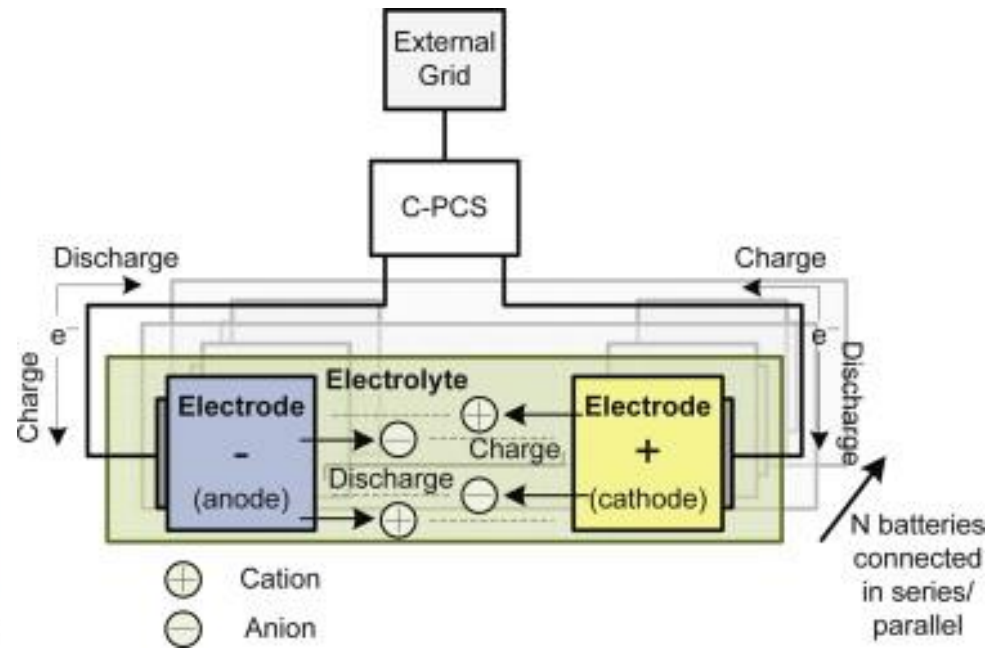 External
Grid
C-PCS
Discharge
Charge
e-
Charge
e-
Discharge
Electrolyte
Electrode
-
(anode)
Electrode
+
(cathode)
+
-
Charge
Discharge
-
+
N batteries
connected
in series/
parallel
+ Cation
- Anion